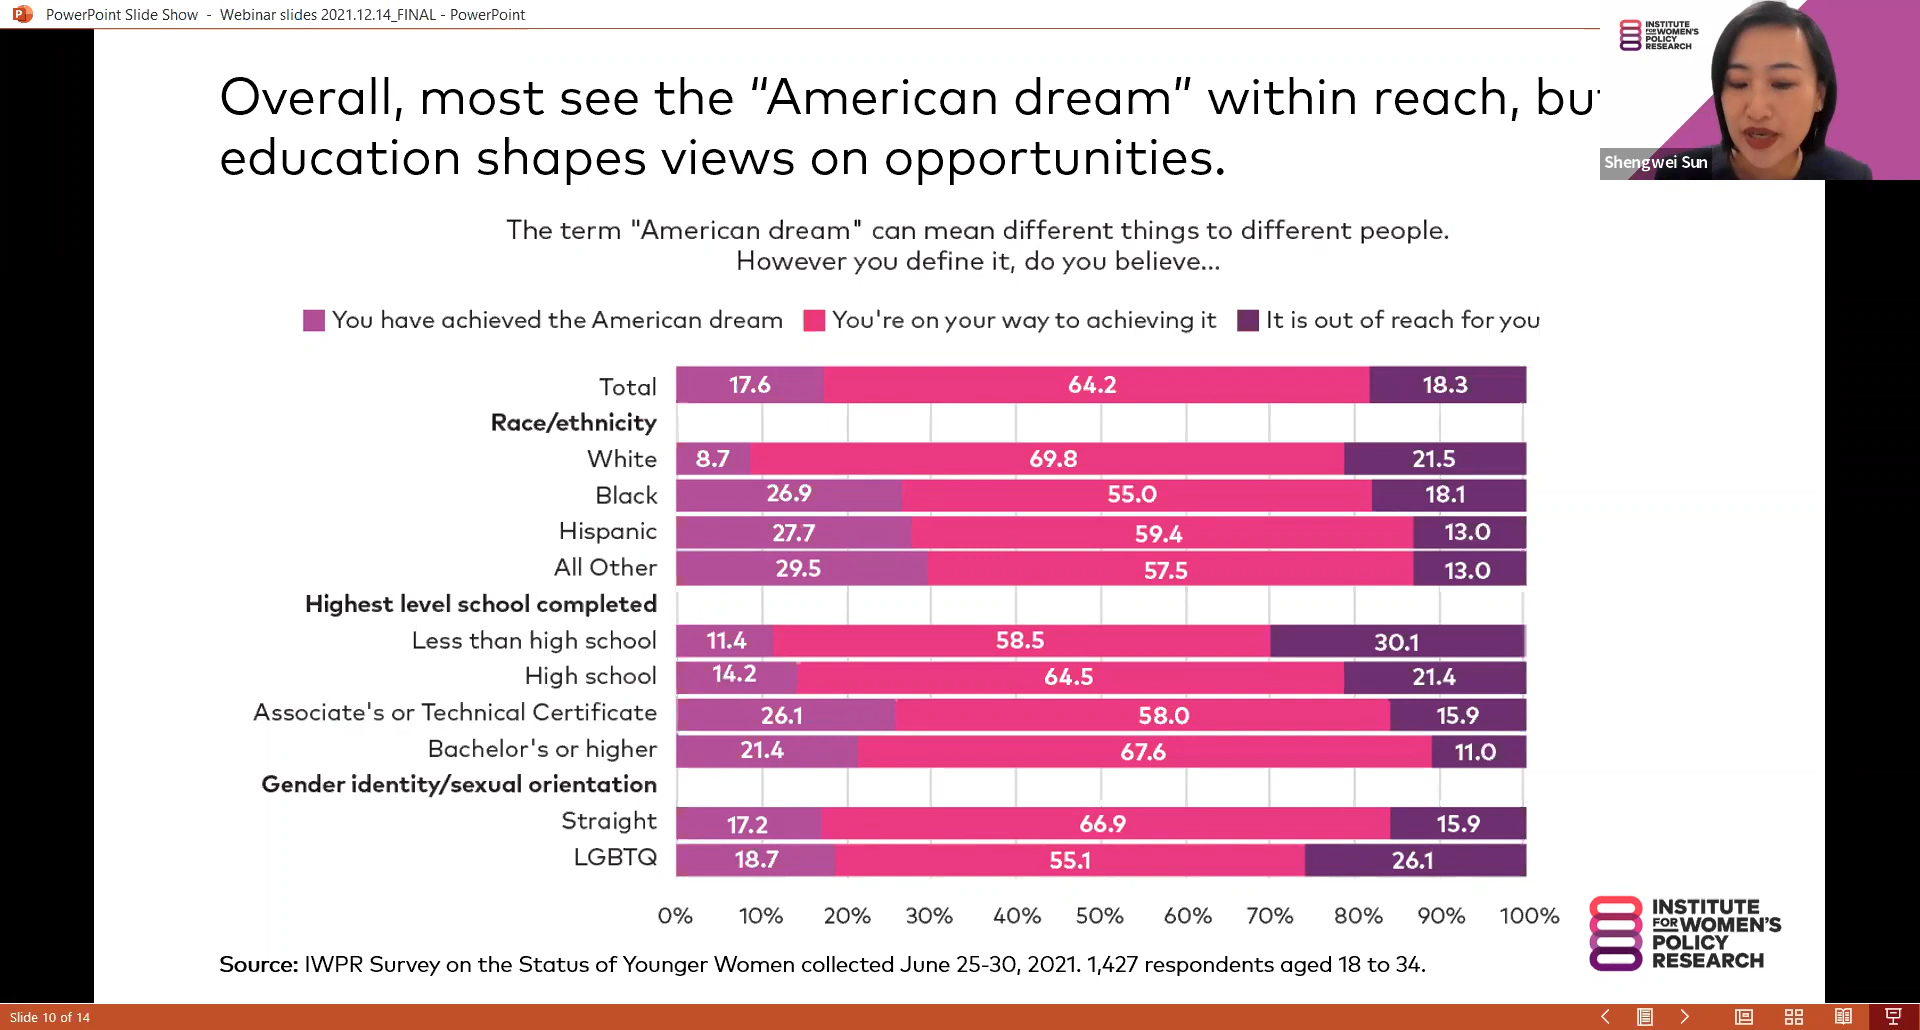 PowerPoint Slide Show - Webinar slides 2021.12.14_FINAL - PowerPoint
INSTITUTE
FOR WOMEN'S
POLICY
RESEARCH
Shengwei Sun
Overall, most see the “American dream” within reach, but
education shapes views on opportunities.
The term "American dream" can mean different things to different people.
However you define it, do you believe...
You have achieved the American dream You're on your way to achieving it It is out of reach for you
Total 17.6 64.2 18.3
Race/ethnicity
White 8.7 69.8 21.5
Black 26.9 55.0 18.1
Hispanic 27.7 59.4 13.0
All Other 29.5 57.5 13.0
Highest level school completed
Less than high school 11.4 58.5 30.1
High school 14.2 64.5 21.4
Associate's or Technical Certificate 26.1 58.0 15.9
Bachelor's or higher 21.4 67.6 11.0
Gender identity/sexual orientation
Straight 17.2 66.9 15.9
LGBTQ 18.7 55.1 26.1
0% 10% 20% 30% 40% 50% 60% 70% 80% 90% 100%
INSTITUTE
FOR WOMEN'S
POLICY
RESEARCH
Source: IWPR Survey on the Status of Younger Women collected June 25-30, 2021. 1,427 respondents aged 18 to 34.
Slide 10 of 14